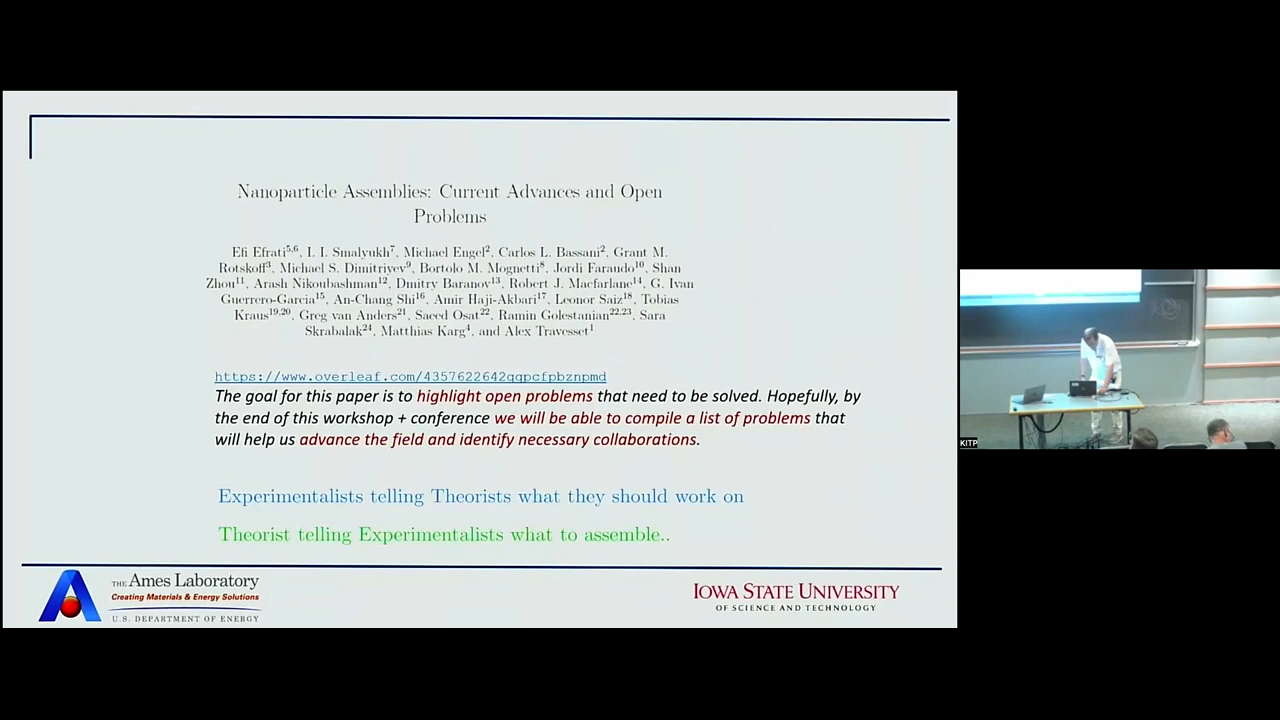 Nanoparticle Assemblies: Current Advances and Open
Problems
Efi Efrati5,6, I. I. Smalyukh7, Michael Engel2, Carlos L. Bassani2, Grant M.
Rotskoff3, Michael S. Dimitriyev9, Bortolo M. Mognetti8, Jordi Faraudo10, Shan
Zhou11, Arash Nikoubashman12, Dmitry Baranov13, Robert J. Macfarlane14, G. Ivan
Guerrero-Garcia15, An-Chang Shi16, Amir Haji-Akbari17, Leonor Saiz18, Tobias
Kraus19,20, Greg van Anders21, Saeed Osat22, Ramin Golestanian22,23, Sara
Skrabalak24, Matthias Karg4, and Alex Travesset1
https://www.overleaf.com/4357622642qqpcfpbznpmd
The goal for this paper is to highlight open problems that need to be solved. Hopefully, by
the end of this workshop + conference we will be able to compile a list of problems that
will help us advance the field and identify necessary collaborations.
Experimentalists telling Theorists what they should work on
Theorist telling Experimentalists what to assemble..
THE Ames Laboratory
Creating Materials & Energy Solutions
U.S. DEPARTMENT OF ENERGY
IOWA STATE UNIVERSITY
OF SCIENCE AND TECHNOLOGY
KITP